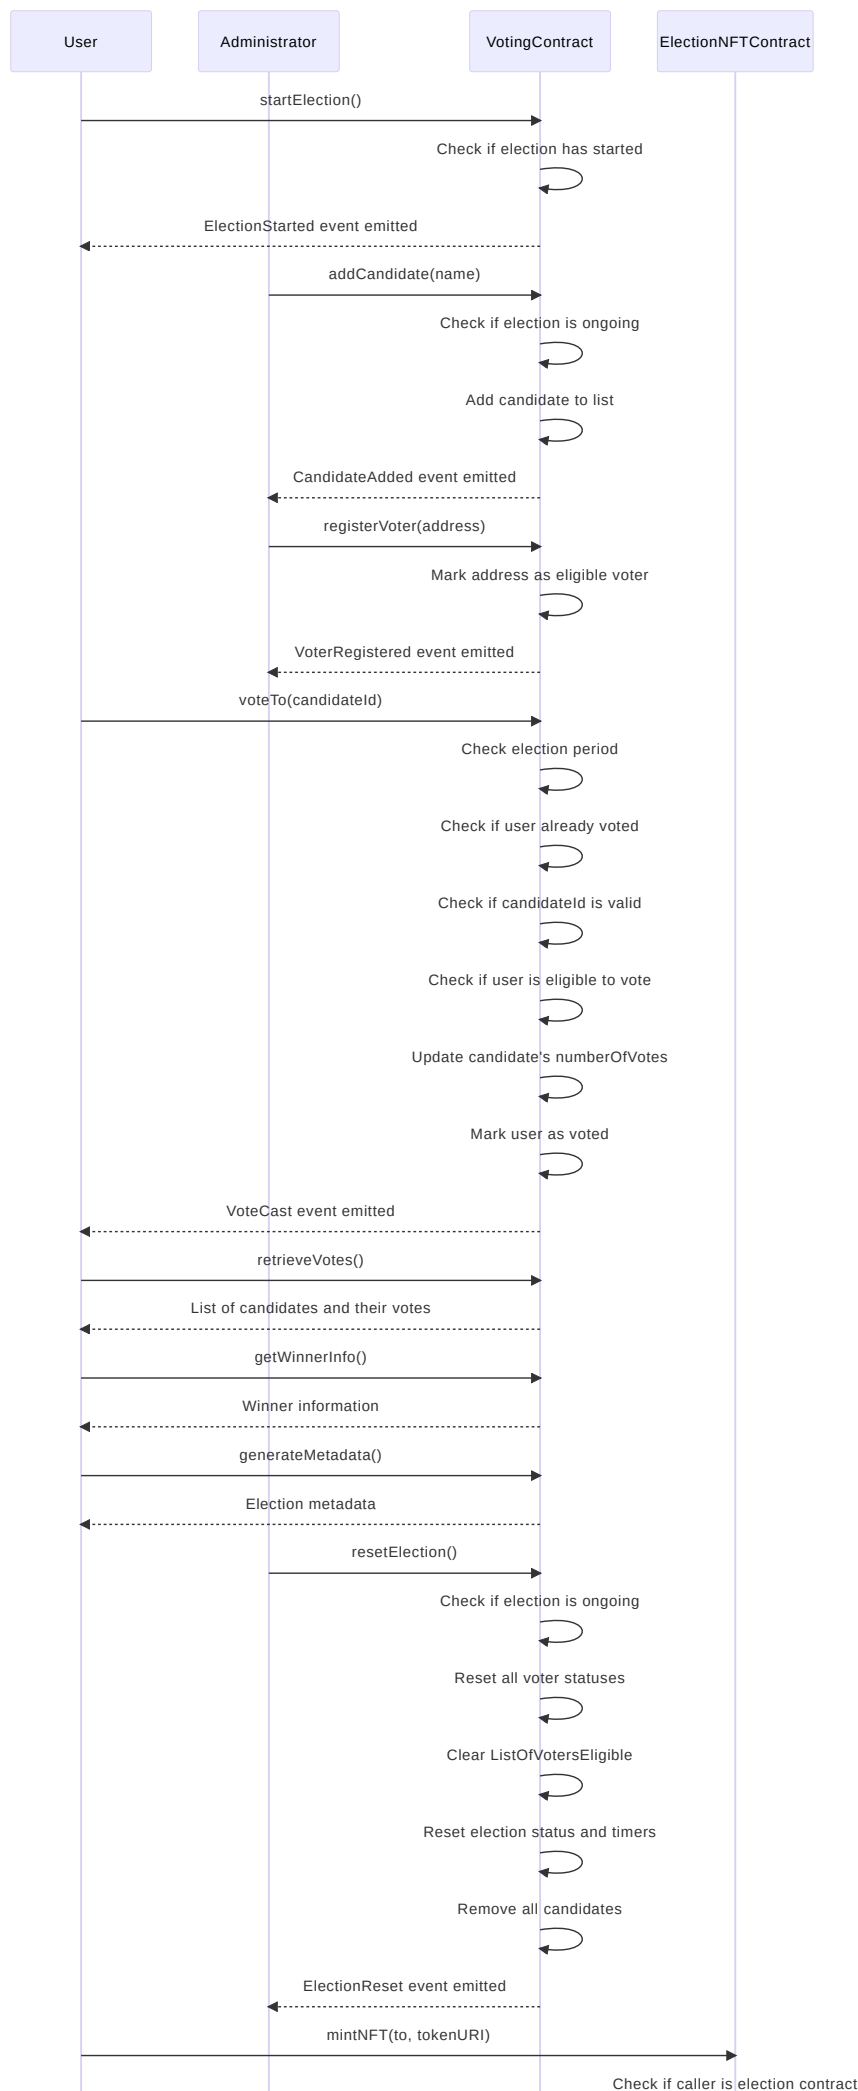 User
Administrator
VotingContract
ElectionNFTContract
startElection()
Check if election has started
ElectionStarted event emitted
addCandidate(name)
Check if election is ongoing
Add candidate to list
CandidateAdded event emitted
registerVoter(address)
Mark address as eligible voter
VoterRegistered event emitted
voteTo(candidateId)
Check election period
Check if user already voted
Check if candidateId is valid
Check if user is eligible to vote
Update candidate's numberOfVotes
Mark user as voted
VoteCast event emitted
retrieveVotes()
List of candidates and their votes
getWinnerInfo()
Winner information
generateMetadata()
Election metadata
resetElection()
Check if election is ongoing
Reset all voter statuses
Clear ListOfVotersEligible
Reset election status and timers
Remove all candidates
ElectionReset event emitted
mintNFT(to, tokenURI)
Check if caller is election contract